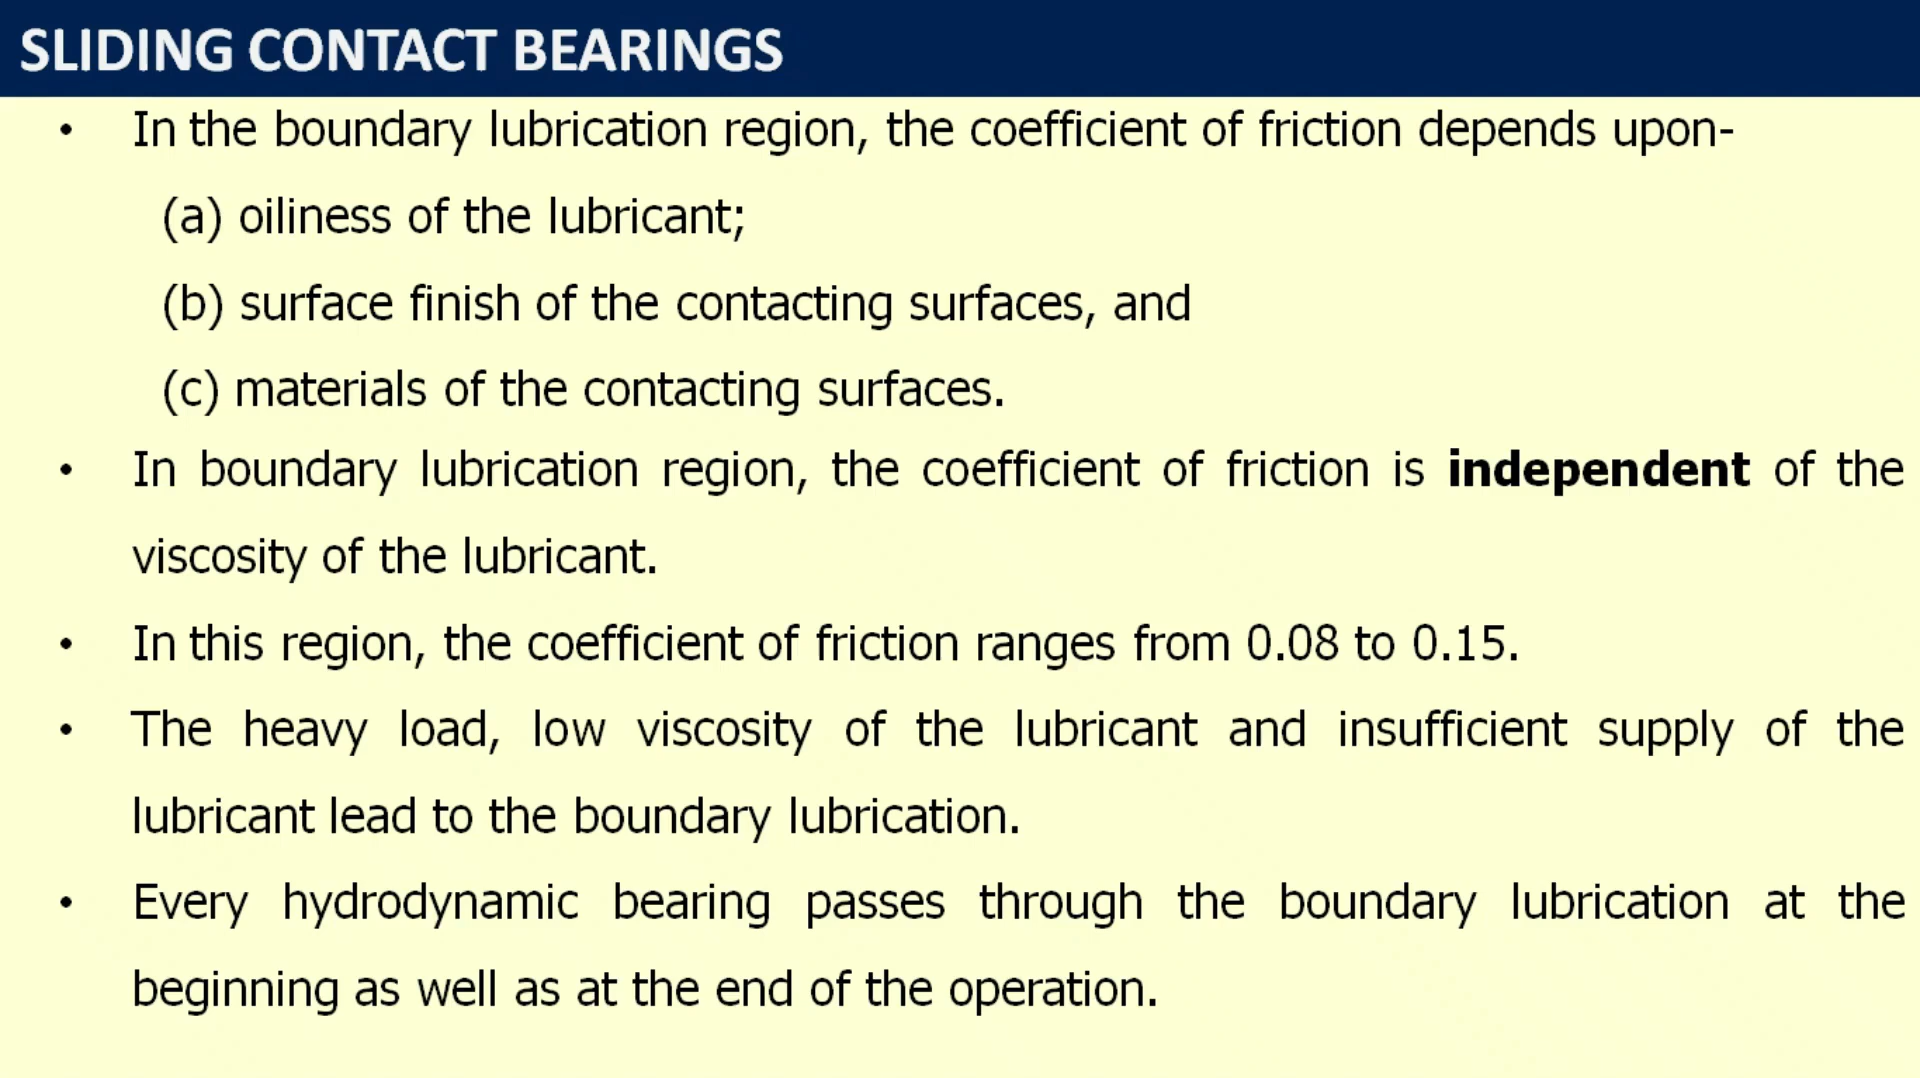 SLIDING CONTACT BEARINGS
• In the boundary lubrication region, the coefficient of friction depends upon-
(a) oiliness of the lubricant;
(b) surface finish of the contacting surfaces, and
(c) materials of the contacting surfaces.
• In boundary lubrication region, the coefficient of friction is independent of the
viscosity of the lubricant.
• In this region, the coefficient of friction ranges from 0.08 to 0.15.
• The heavy load, low viscosity of the lubricant and insufficient supply of the
lubricant lead to the boundary lubrication.
• Every hydrodynamic bearing passes through the boundary lubrication at the
beginning as well as at the end of the operation.